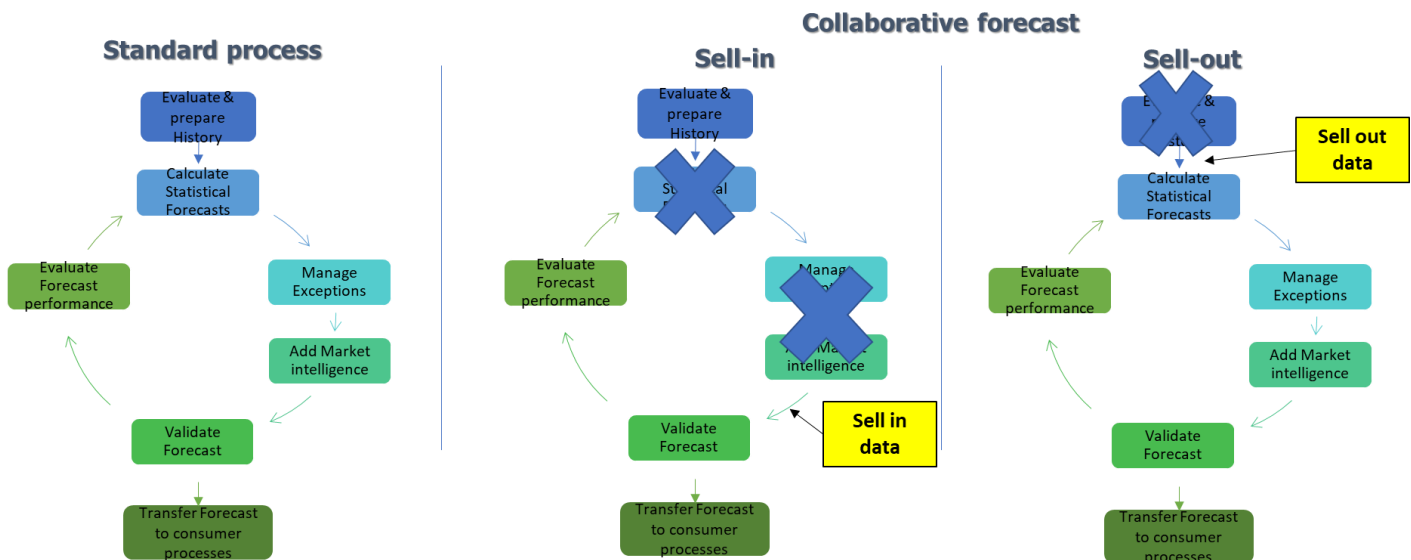 Collaborative forecast
Standard process
Evaluate &
prepare
History
Calculate
Statistical
Forecasts
Manage
Exceptions
Add Market
intelligence
Validate
Forecast
Evaluate
Forecast
performance
Transfer Forecast
to consumer
processes
Sell-in
Evaluate &
prepare
History
Evaluate
Forecast
performance
intelligence
Sell in
data
Validate
Forecast
Transfer Forecast
to consumer
processes
Sell-out
Sell out
data
Calculate
Statistical
Forecasts
Manage
Exceptions
Add Market
intelligence
Evaluate
Forecast
performance
Validate
Forecast
Transfer Forecast
to consumer
processes